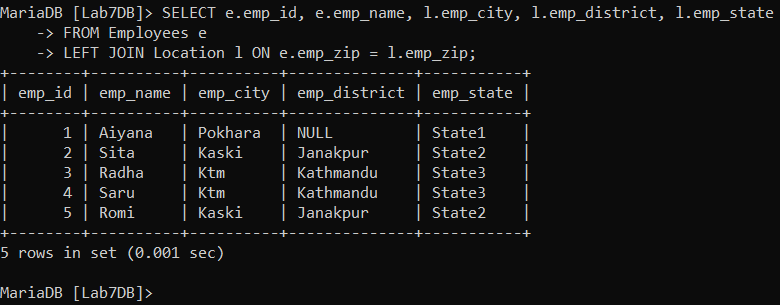 MariaDB [Lab7DB]> SELECT e.emp_id, e.emp_name, l.emp_city, l.emp_district, l.emp_state
    -> FROM Employees e
    -> LEFT JOIN Location l ON e.emp_zip = l.emp_zip;
+--------+----------+----------+--------------+-----------+
| emp_id | emp_name | emp_city | emp_district | emp_state |
+--------+----------+----------+--------------+-----------+
|      1 | Aiyana   | Pokhara  | NULL         | State1    |
|      2 | Sita     | Kaski    | Janakpur     | State2    |
|      3 | Radha    | Ktm      | Kathmandu    | State3    |
|      4 | Saru     | Ktm      | Kathmandu    | State3    |
|      5 | Romi     | Kaski    | Janakpur     | State2    |
+--------+----------+----------+--------------+-----------+
5 rows in set (0.001 sec)
MariaDB [Lab7DB]>